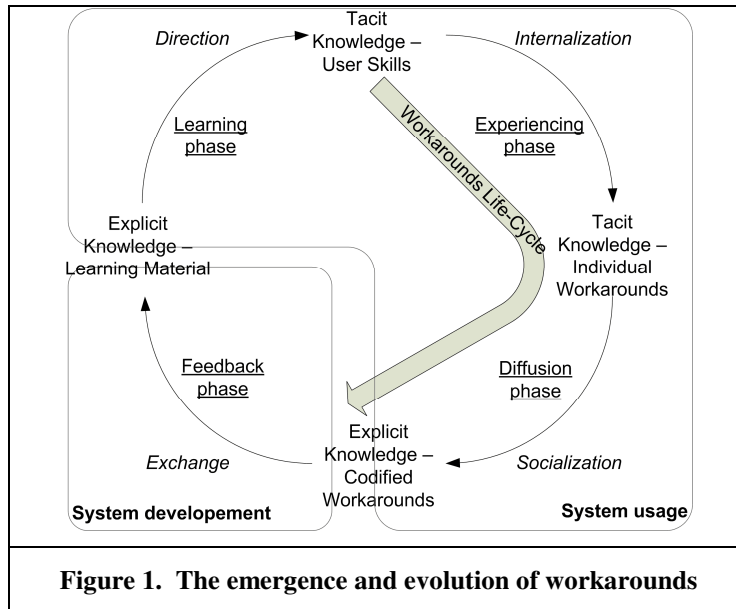 Direction
Tacit
Knowledge –
User Skills
Internalization
Learning
phase
Workarounds Life-Cycle
Experiencing
phase
Explicit
Knowledge –
Learning Material
Tacit
Knowledge –
Individual
Workarounds
Feedback
phase
Diffusion
phase
Exchange
Explicit
Knowledge –
Codified
Workarounds
Socialization
System developement
System usage
Figure 1. The emergence and evolution of workarounds